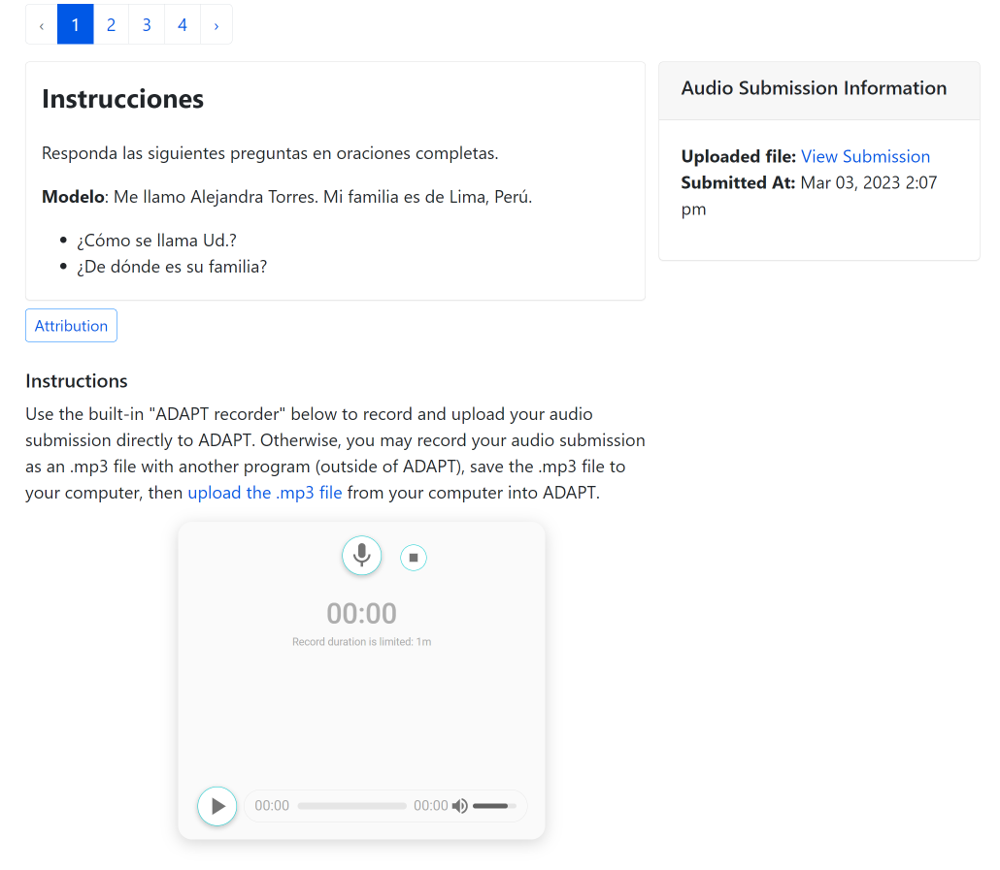 ‹ 1 2 3 4 ›
Instrucciones
Responda las siguientes preguntas en oraciones completas.
Modelo: Me llamo Alejandra Torres. Mi familia es de Lima, Perú.
• ¿Cómo se llama Ud.?
• ¿De dónde es su familia?
Attribution
Audio Submission Information
Uploaded file: View Submission
Submitted At: Mar 03, 2023 2:07
pm
Instructions
Use the built-in "ADAPT recorder" below to record and upload your audio
submission directly to ADAPT. Otherwise, you may record your audio submission
as an .mp3 file with another program (outside of ADAPT), save the .mp3 file to
your computer, then upload the .mp3 file from your computer into ADAPT.
00:00
Record duration is limited: 1m
00:00 00:00